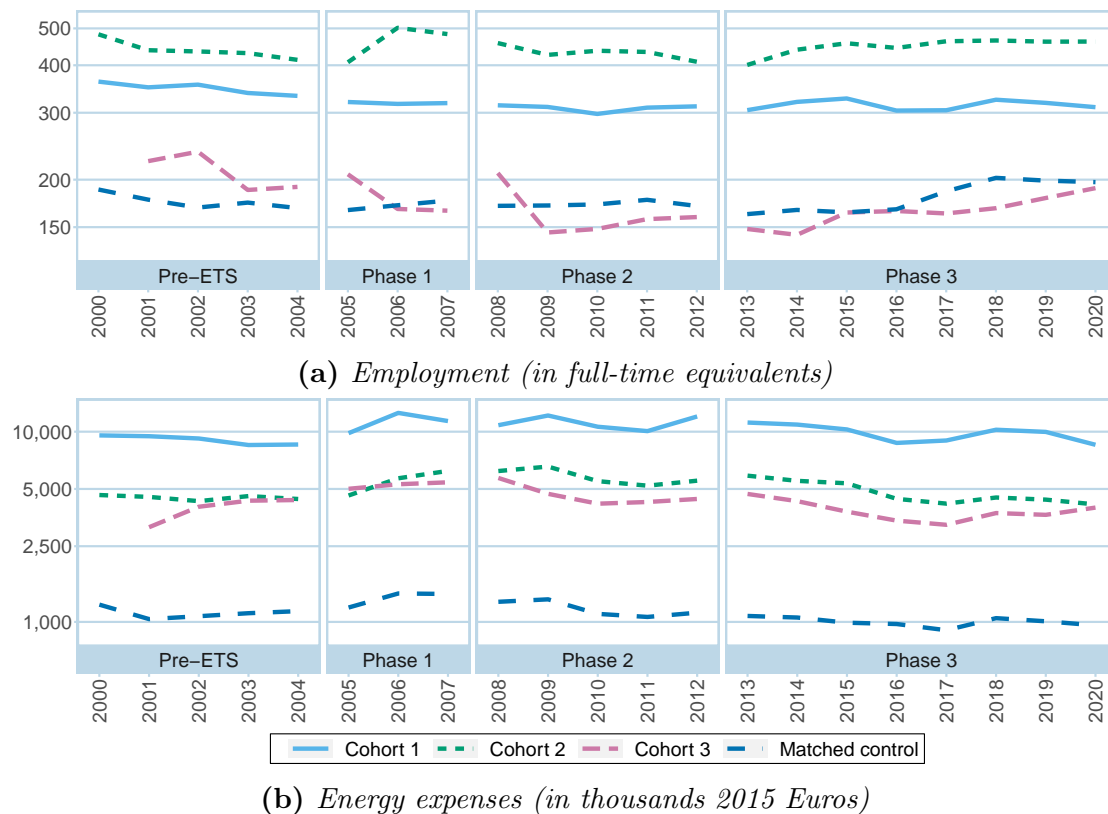 500
400
300
200
150
Pre−ETS Phase 1 Phase 2 Phase 3
2000 2001 2002 2003 2004 2005 2006 2007 2008 2009 2010 2011 2012 2013 2014 2015 2016 2017 2018 2019 2020
(a) Employment (in full-time equivalents)
10,000
5,000
2,500
1,000
Pre−ETS Phase 1 Phase 2 Phase 3
2000 2001 2002 2003 2004 2005 2006 2007 2008 2009 2010 2011 2012 2013 2014 2015 2016 2017 2018 2019 2020
Cohort 1 Cohort 2 Cohort 3 Matched control
(b) Energy expenses (in thousands 2015 Euros)